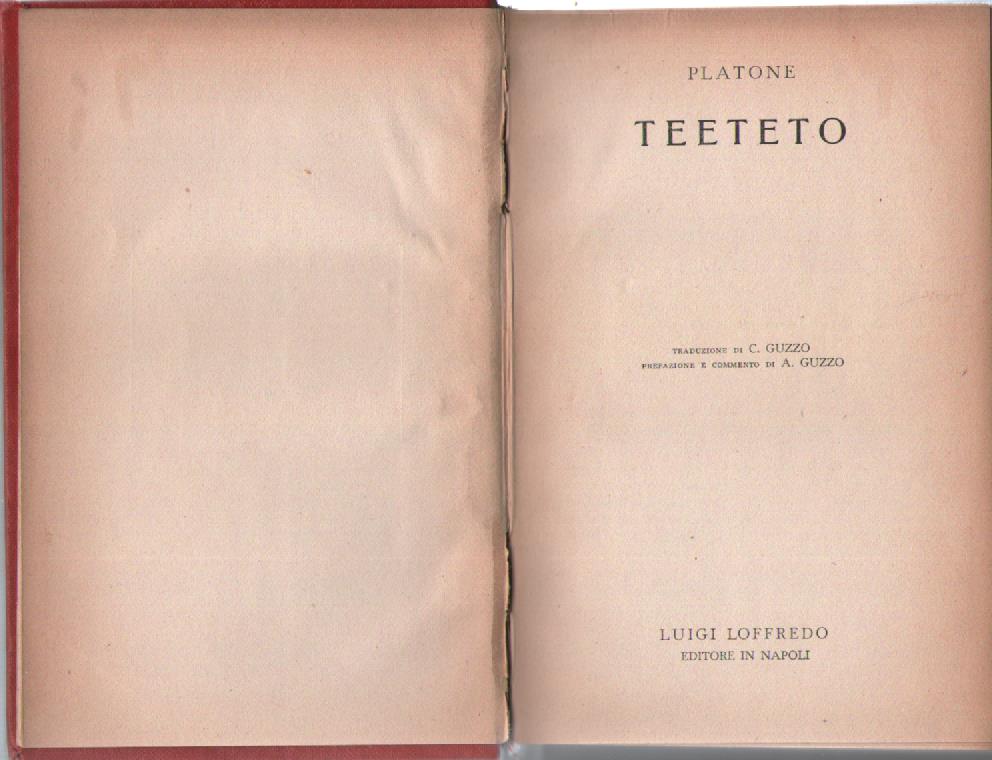 PLATONE
TEETETO
TRADUZIONE DI C. GUZZO
PREFAZIONE E COMMENTO DI A. GUZZO
LUIGI LOFFREDO
EDITORE IN NAPOLI